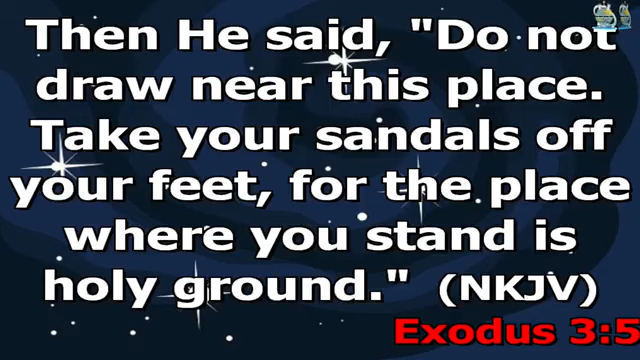 Then He said, "Do not
draw near this place.
Take your sandals off
your feet, for the place
where you stand is
holy ground." (NKJV)
Exodus 3:5